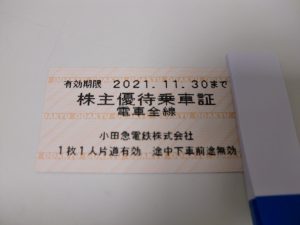 有効期限 2021.11.30まで
株主優待乗車証
電車全線
小田急電鉄株式会社
1枚1人片道有効 途中下車前途無効